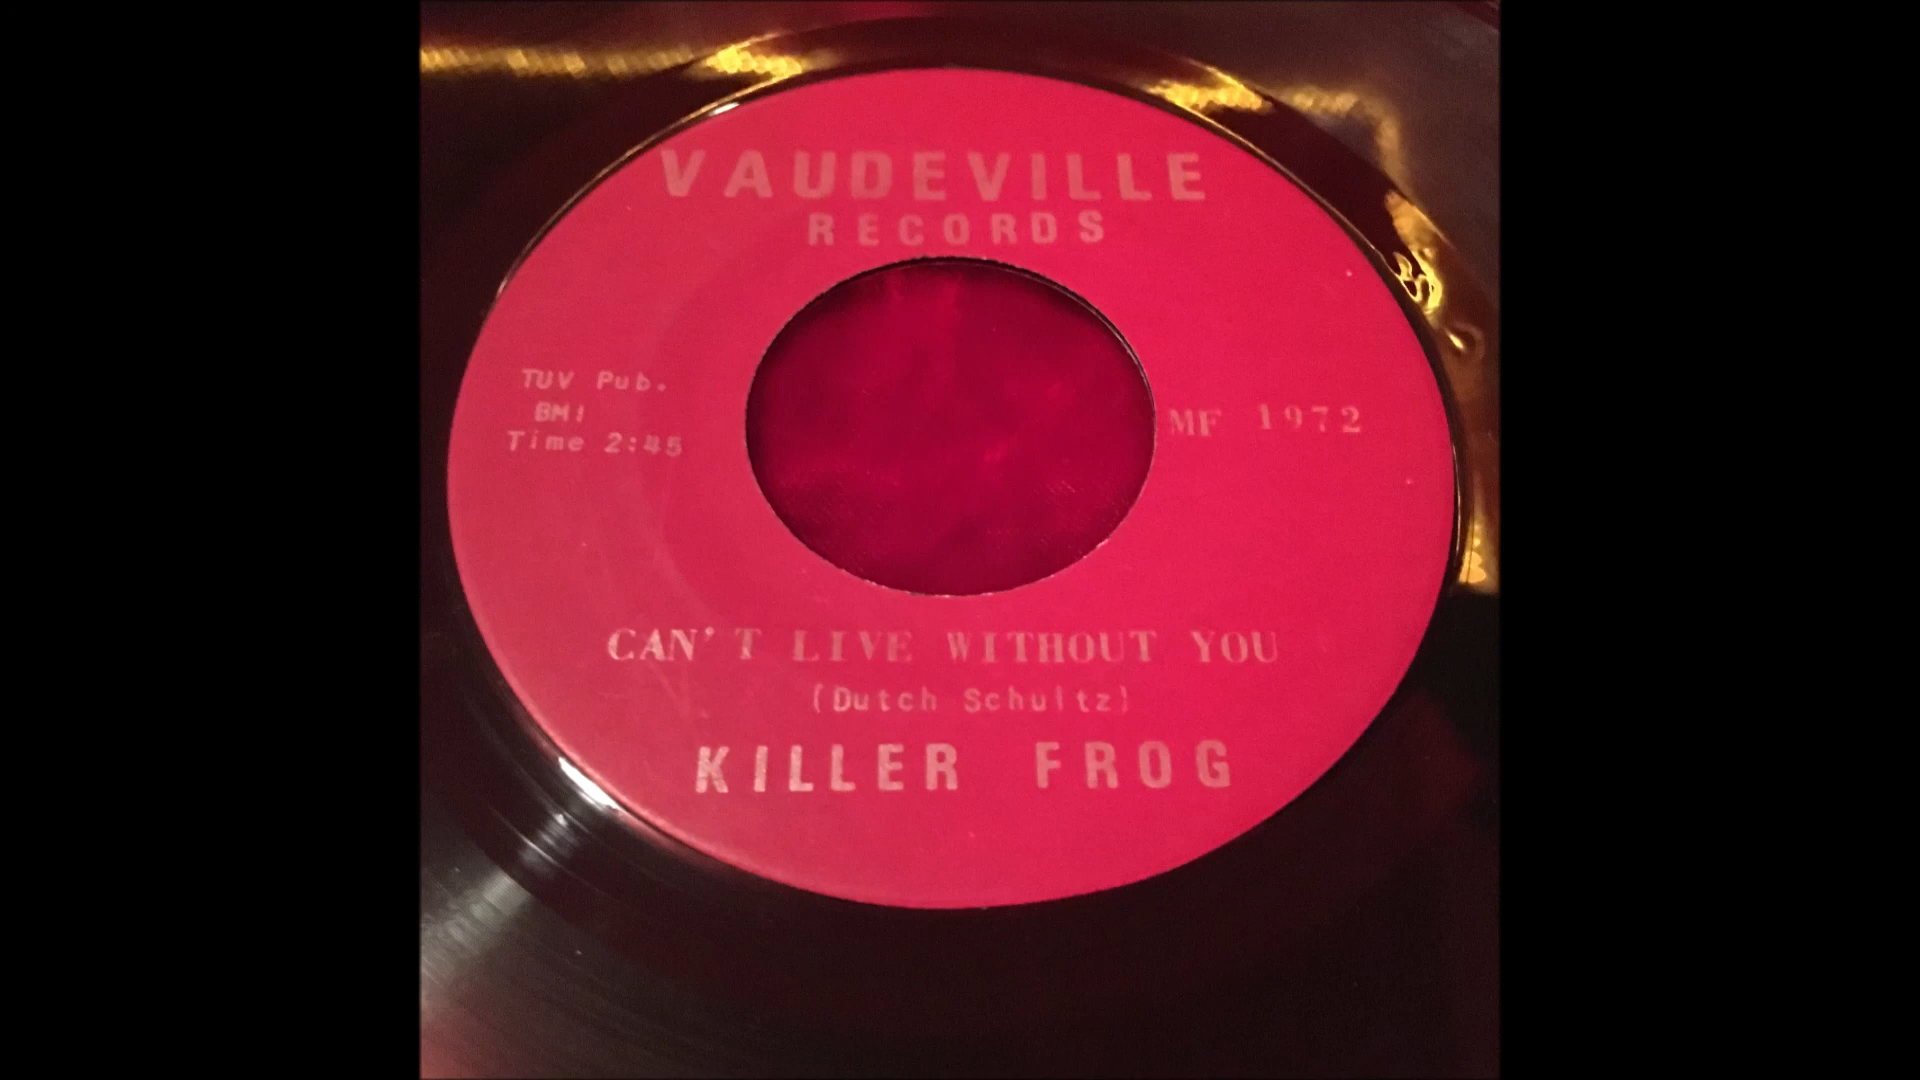 VAUDEVILLE
RECORDS
TUV Pub.
BMI
Time 2:45
MF 1972
CAN'T LIVE WITHOUT YOU
(Dutch Schultz)
KILLER FROG